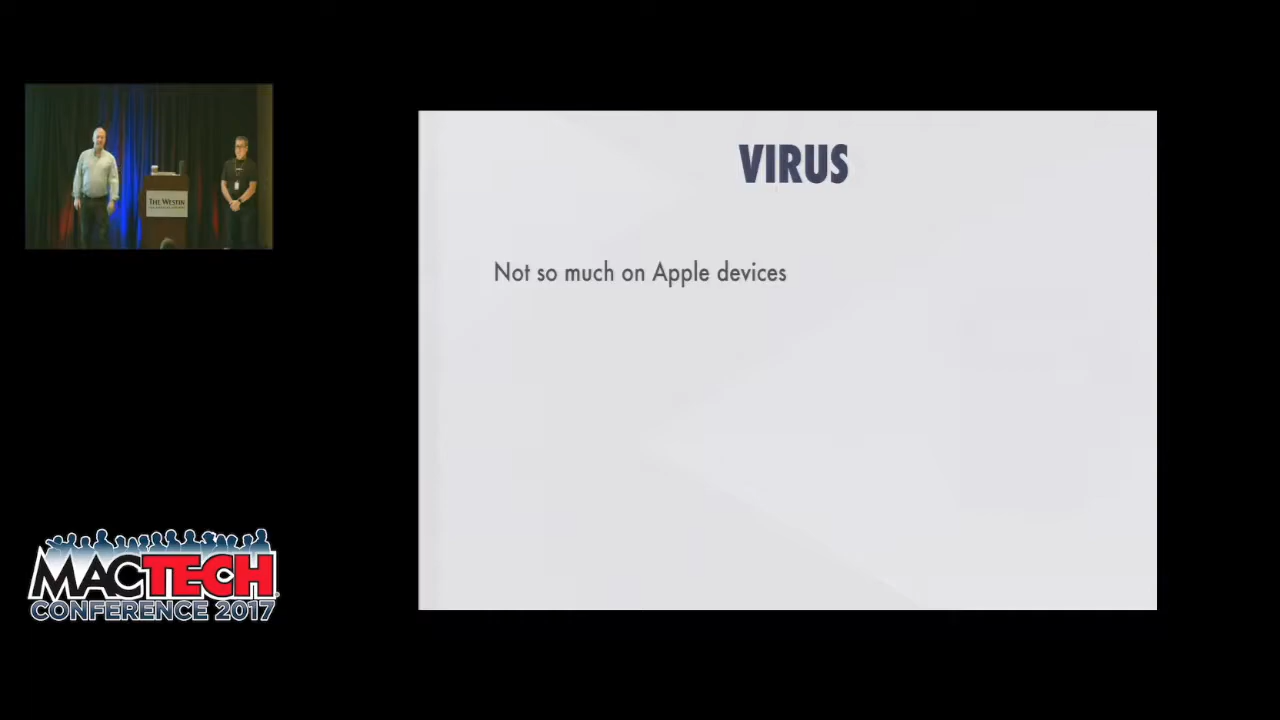 VIRUS
Not so much on Apple devices
THE WESTIN
MACTECH
CONFERENCE 2017